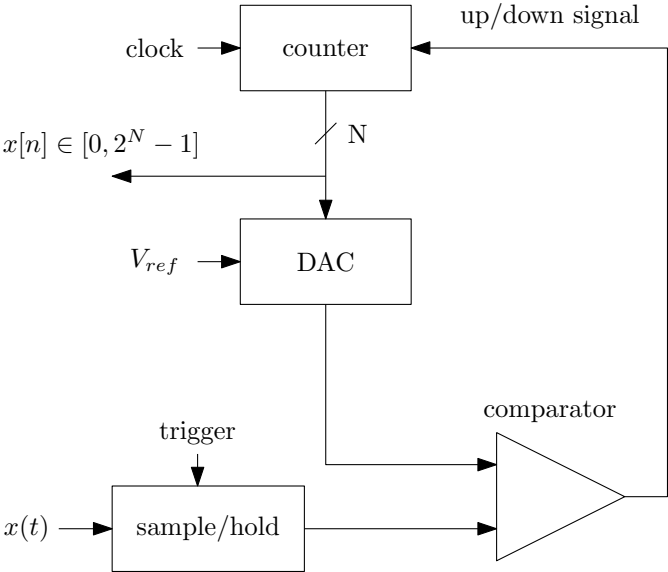 up/down signal
clock
counter
N
x[n] ∈ [0, 2^N − 1]
V_ref
DAC
comparator
trigger
x(t)
sample/hold